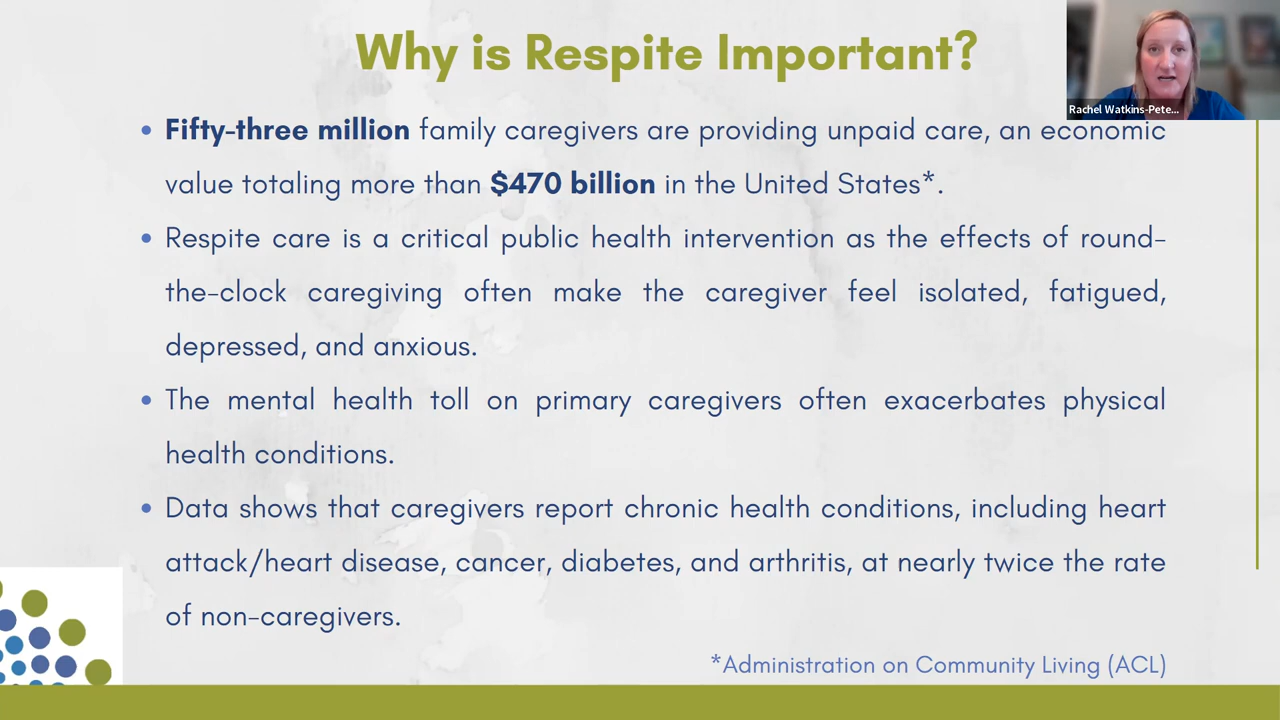 Why is Respite Important?
Rachel Watkins-Pete...
• Fifty-three million family caregivers are providing unpaid care, an economic
value totaling more than $470 billion in the United States*.
• Respite care is a critical public health intervention as the effects of round-
the-clock caregiving often make the caregiver feel isolated, fatigued,
depressed, and anxious.
• The mental health toll on primary caregivers often exacerbates physical
health conditions.
• Data shows that caregivers report chronic health conditions, including heart
attack/heart disease, cancer, diabetes, and arthritis, at nearly twice the rate
of non-caregivers.
*Administration on Community Living (ACL)